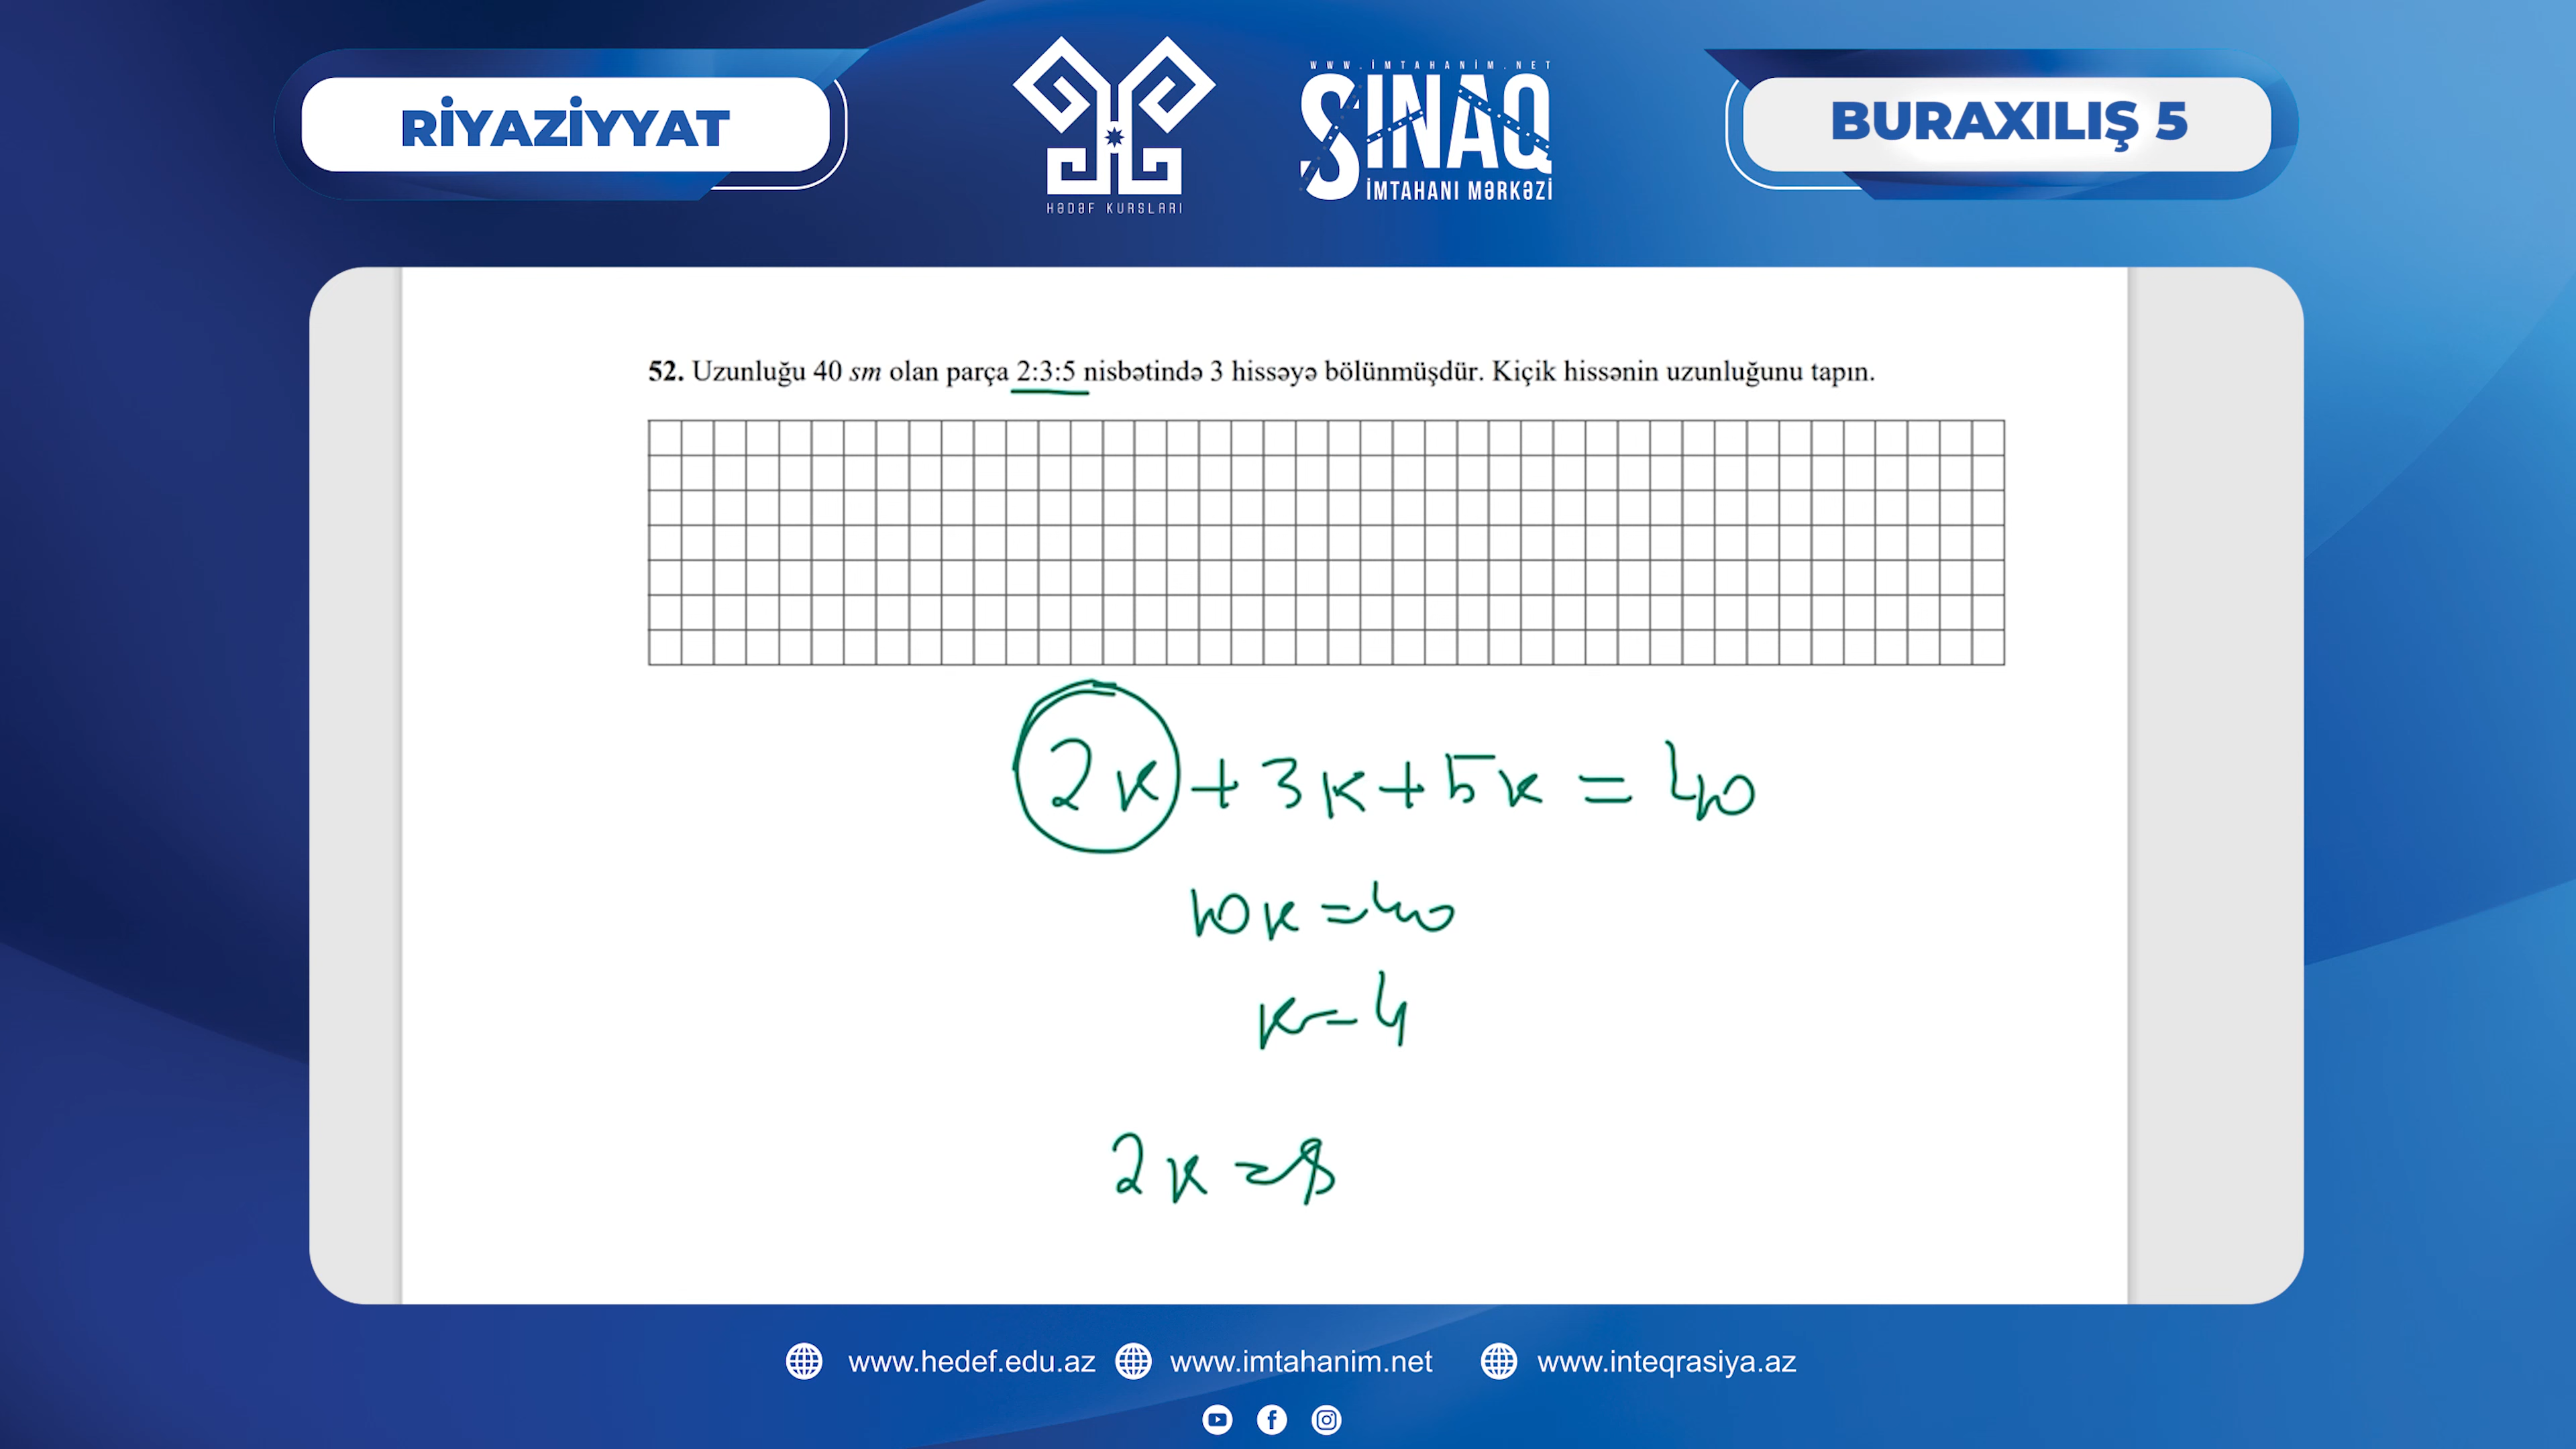 RİYAZİYYAT
HƏDƏF KURSLARI
WWW.İMTAHANİM.NET
SINAQ
İMTAHANI MƏRKƏZİ
BURAXILIŞ 5
52. Uzunluğu 40 sm olan parça 2:3:5 nisbətində 3 hissəyə bölünmüşdür. Kiçik hissənin uzunluğunu tapın.
2k + 3k + 5k = 40
10k = 40
k = 4
2k = 8
www.hedef.edu.az www.imtahanim.net www.inteqrasiya.az